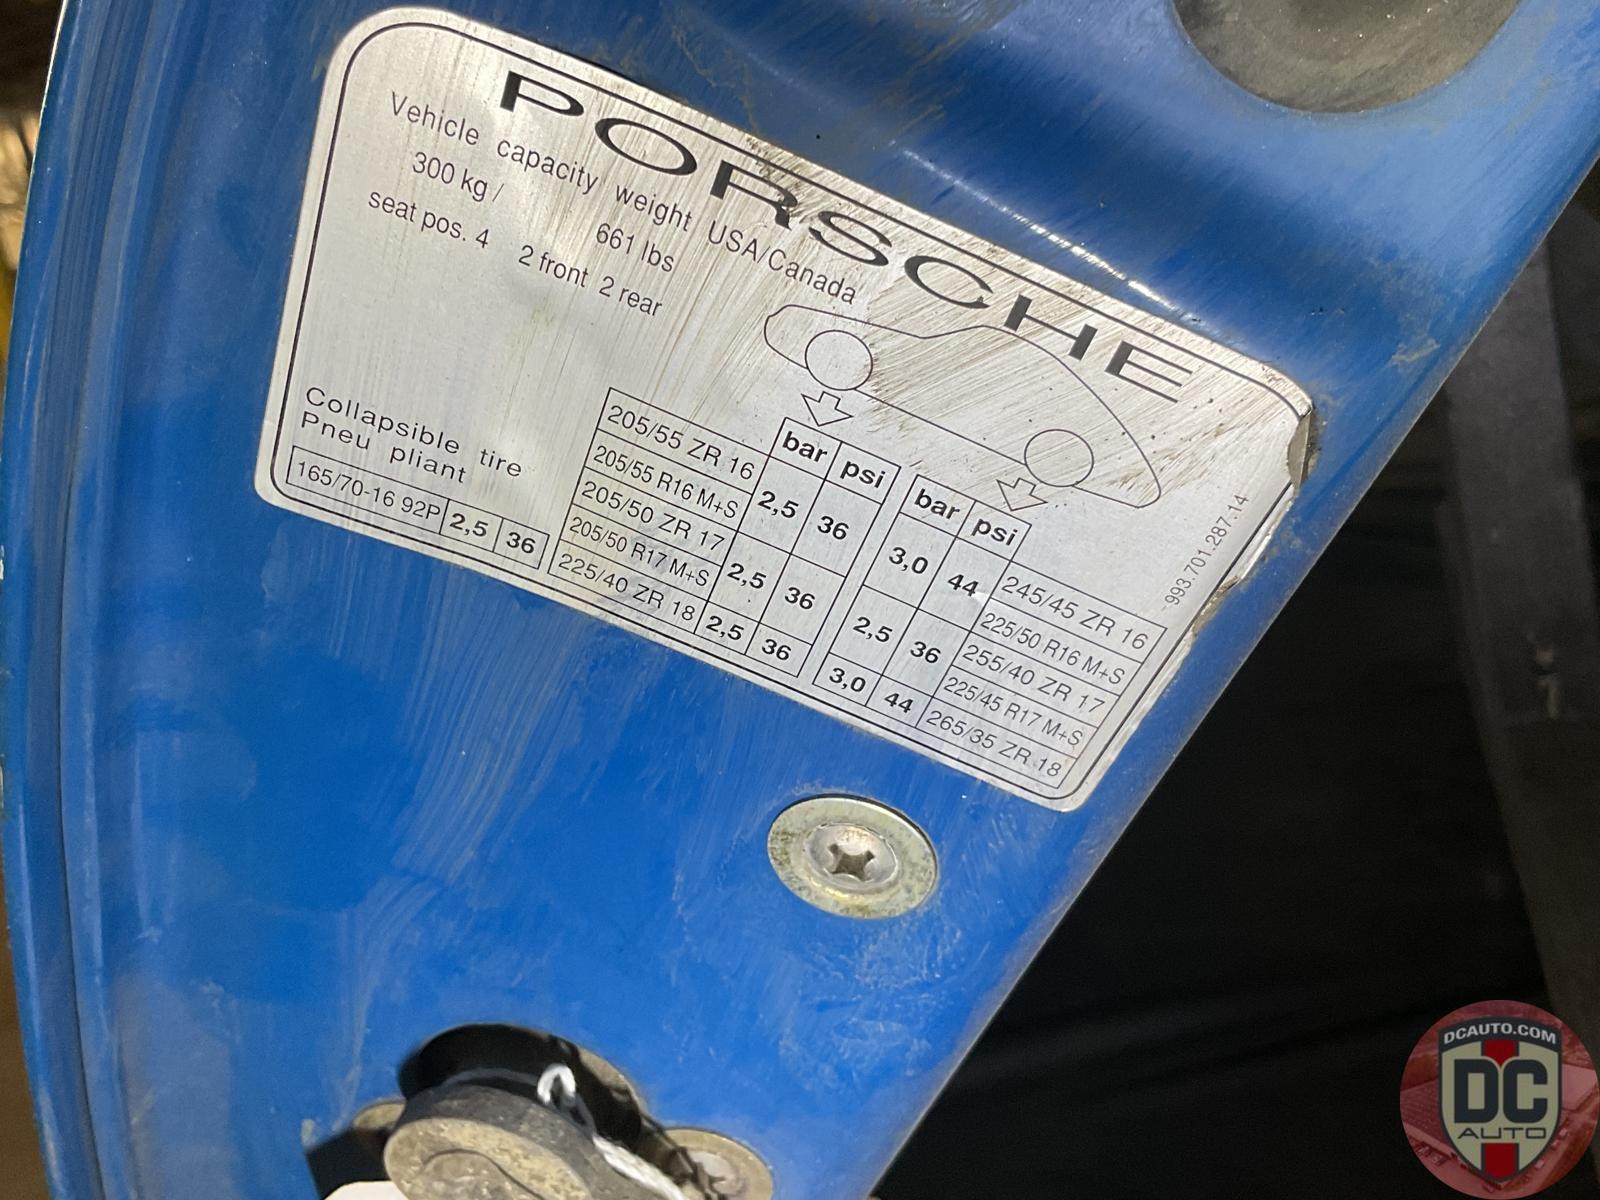 PORSCHE
Vehicle capacity weight USA/Canada
300 kg / 661 lbs
seat pos. 4 2 front 2 rear
Collapsible tire
Pneu pliant
165/70-16 92P 2,5 36
bar psi
205/55 ZR 16 2,5 36
205/55 R16 M+S
205/50 ZR 17 2,5 36
205/50 R17 M+S
225/40 ZR 18 2,5 36
bar psi
3,0 44 245/45 ZR 16
225/50 R16 M+S
2,5 36 255/40 ZR 17
225/45 R17 M+S
3,0 44 265/35 ZR 18
993.701.287.14
DCAUTO.COM
DC
AUTO